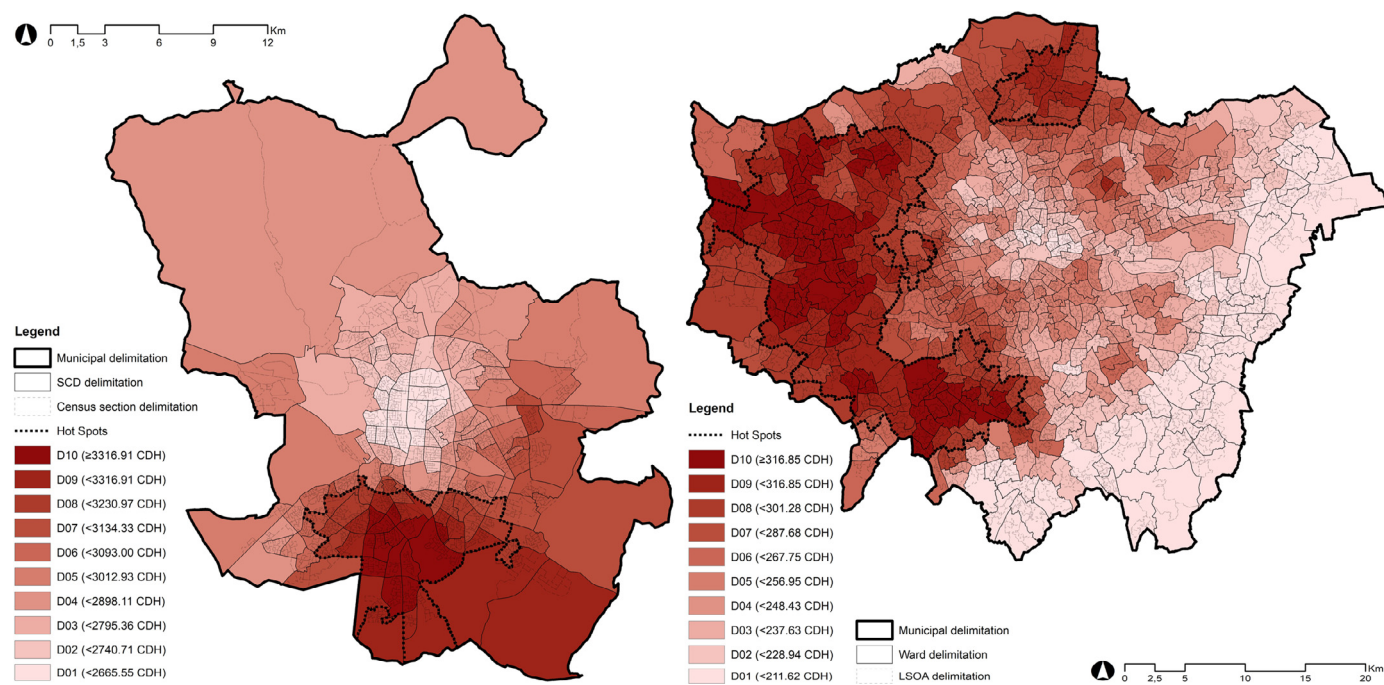 Km
0 1,5 3 6 9 12
Legend
Municipal delimitation
SCD delimitation
Census section delimitation
Hot Spots
D10 (≥3316.91 CDH)
D09 (<3316.91 CDH)
D08 (<3230.97 CDH)
D07 (<3134.33 CDH)
D06 (<3093.00 CDH)
D05 (<3012.93 CDH)
D04 (<2898.11 CDH)
D03 (<2795.36 CDH)
D02 (<2740.71 CDH)
D01 (<2665.55 CDH)
Legend
Hot Spots
D10 (≥316.85 CDH)
D09 (<316.85 CDH)
D08 (<301.28 CDH)
D07 (<287.68 CDH)
D06 (<267.75 CDH)
D05 (<256.95 CDH)
D04 (<248.43 CDH)
D03 (<237.63 CDH)
D02 (<228.94 CDH)
D01 (<211.62 CDH)
Municipal delimitation
Ward delimitation
LSOA delimitation
Km
0 2,5 5 10 15 20